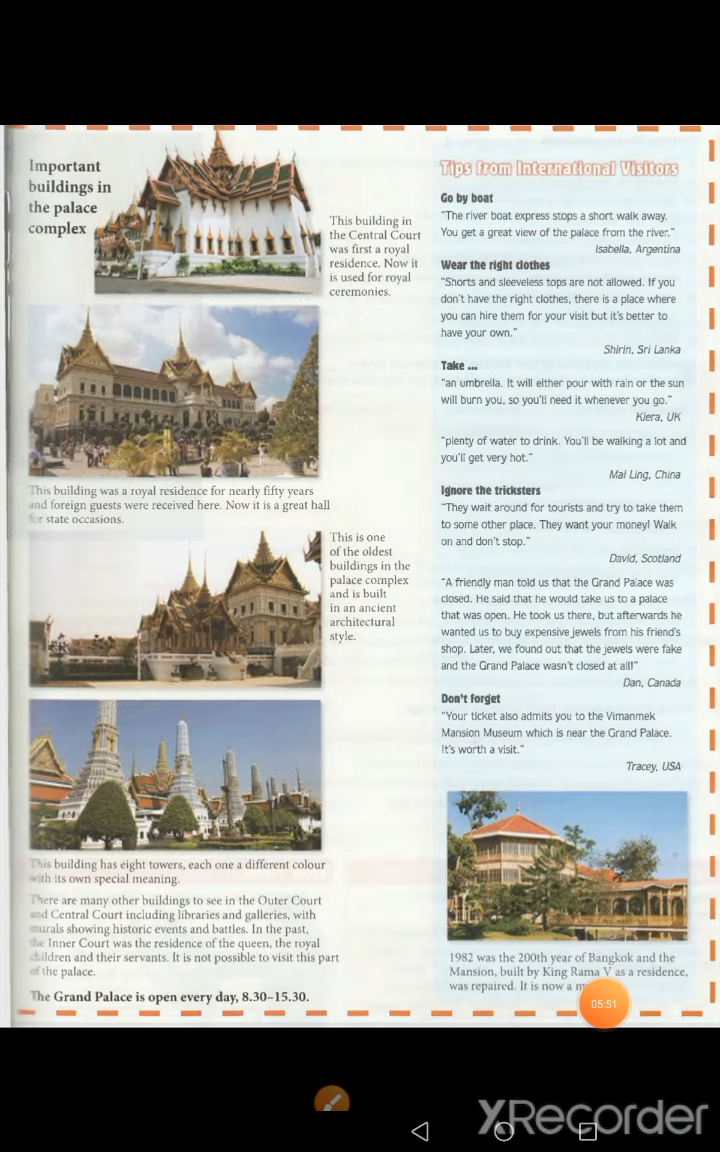 Important
buildings in
the palace
complex
This building in
the Central Court
was first a royal
residence. Now it
is used for royal
ceremonies.
This building was a royal residence for nearly fifty years
and foreign guests were received here. Now it is a great hall
for state occasions.
This is one
of the oldest
buildings in the
palace complex
and is built
in an ancient
architectural
style.
This building has eight towers, each one a different colour
with its own special meaning.
There are many other buildings to see in the Outer Court
and Central Court including libraries and galleries, with
murals showing historic events and battles. In the past,
the Inner Court was the residence of the queen, the royal
children and their servants. It is not possible to visit this part
of the palace.
The Grand Palace is open every day, 8.30–15.30.
Tips from International Visitors
Go by boat
"The river boat express stops a short walk away.
You get a great view of the palace from the river."
Isabella, Argentina
Wear the right clothes
"Shorts and sleeveless tops are not allowed. If you
don't have the right clothes, there is a place where
you can hire them for your visit but it's better to
have your own."
Shirin, Sri Lanka
Take ...
"an umbrella. It will either pour with rain or the sun
will burn you, so you'll need it whenever you go."
Kiera, UK
"plenty of water to drink. You'll be walking a lot and
you'll get very hot."
Mai Ling, China
Ignore the tricksters
"They wait around for tourists and try to take them
to some other place. They want your money! Walk
on and don't stop."
David, Scotland
"A friendly man told us that the Grand Palace was
closed. He said that he would take us to a palace
that was open. He took us there, but afterwards he
wanted us to buy expensive jewels from his friend's
shop. Later, we found out that the jewels were fake
and the Grand Palace wasn't closed at all!"
Dan, Canada
Don't forget
"Your ticket also admits you to the Vimanmek
Mansion Museum which is near the Grand Palace.
It's worth a visit."
Tracey, USA
1982 was the 200th year of Bangkok and the
Mansion, built by King Rama V as a residence,
was repaired. It is now a
05:51
XRecorder